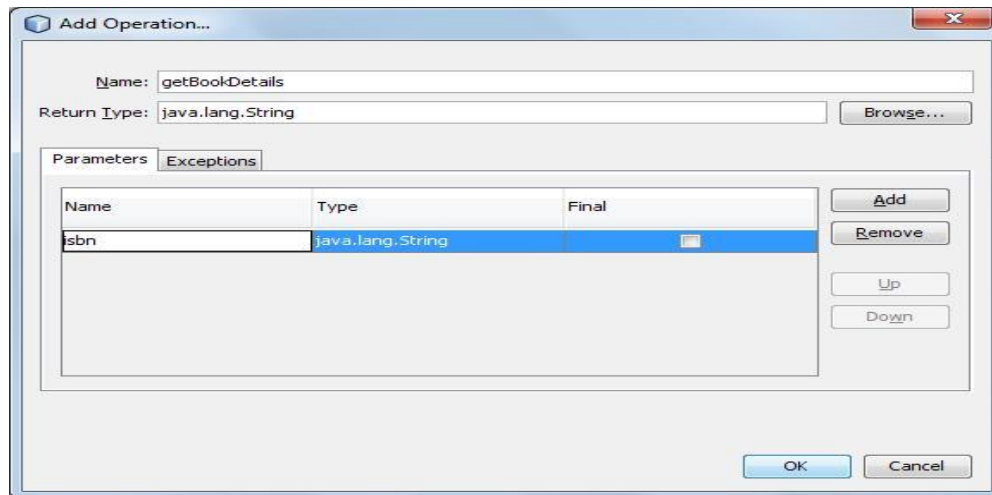 Add Operation...
Name: getBookDetails
Return Type: java.lang.String Browse...
Parameters Exceptions
Name Type Final Add
isbn java.lang.String Remove
Up
Down
OK Cancel